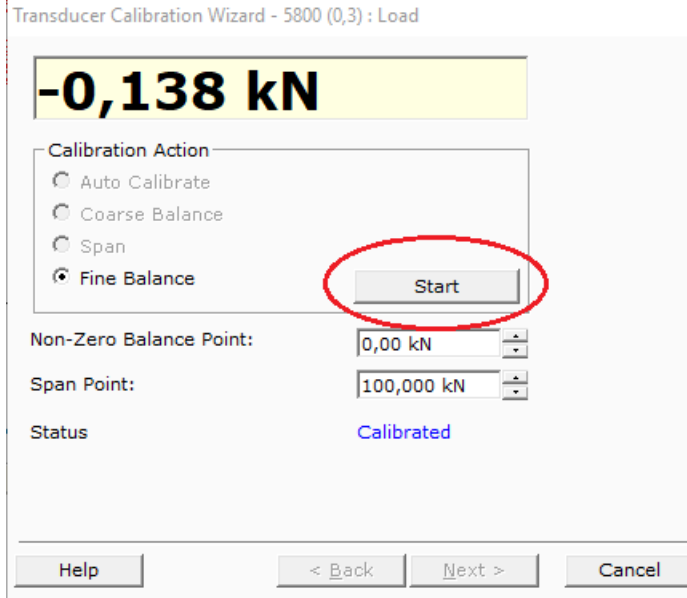 Transducer Calibration Wizard - 5800 (0,3) : Load
-0,138 kN
Calibration Action
Auto Calibrate
Coarse Balance
Span
Fine Balance
Start
Non-Zero Balance Point:
0,00 kN
Span Point:
100,000 kN
Status
Calibrated
Help
< Back
Next >
Cancel